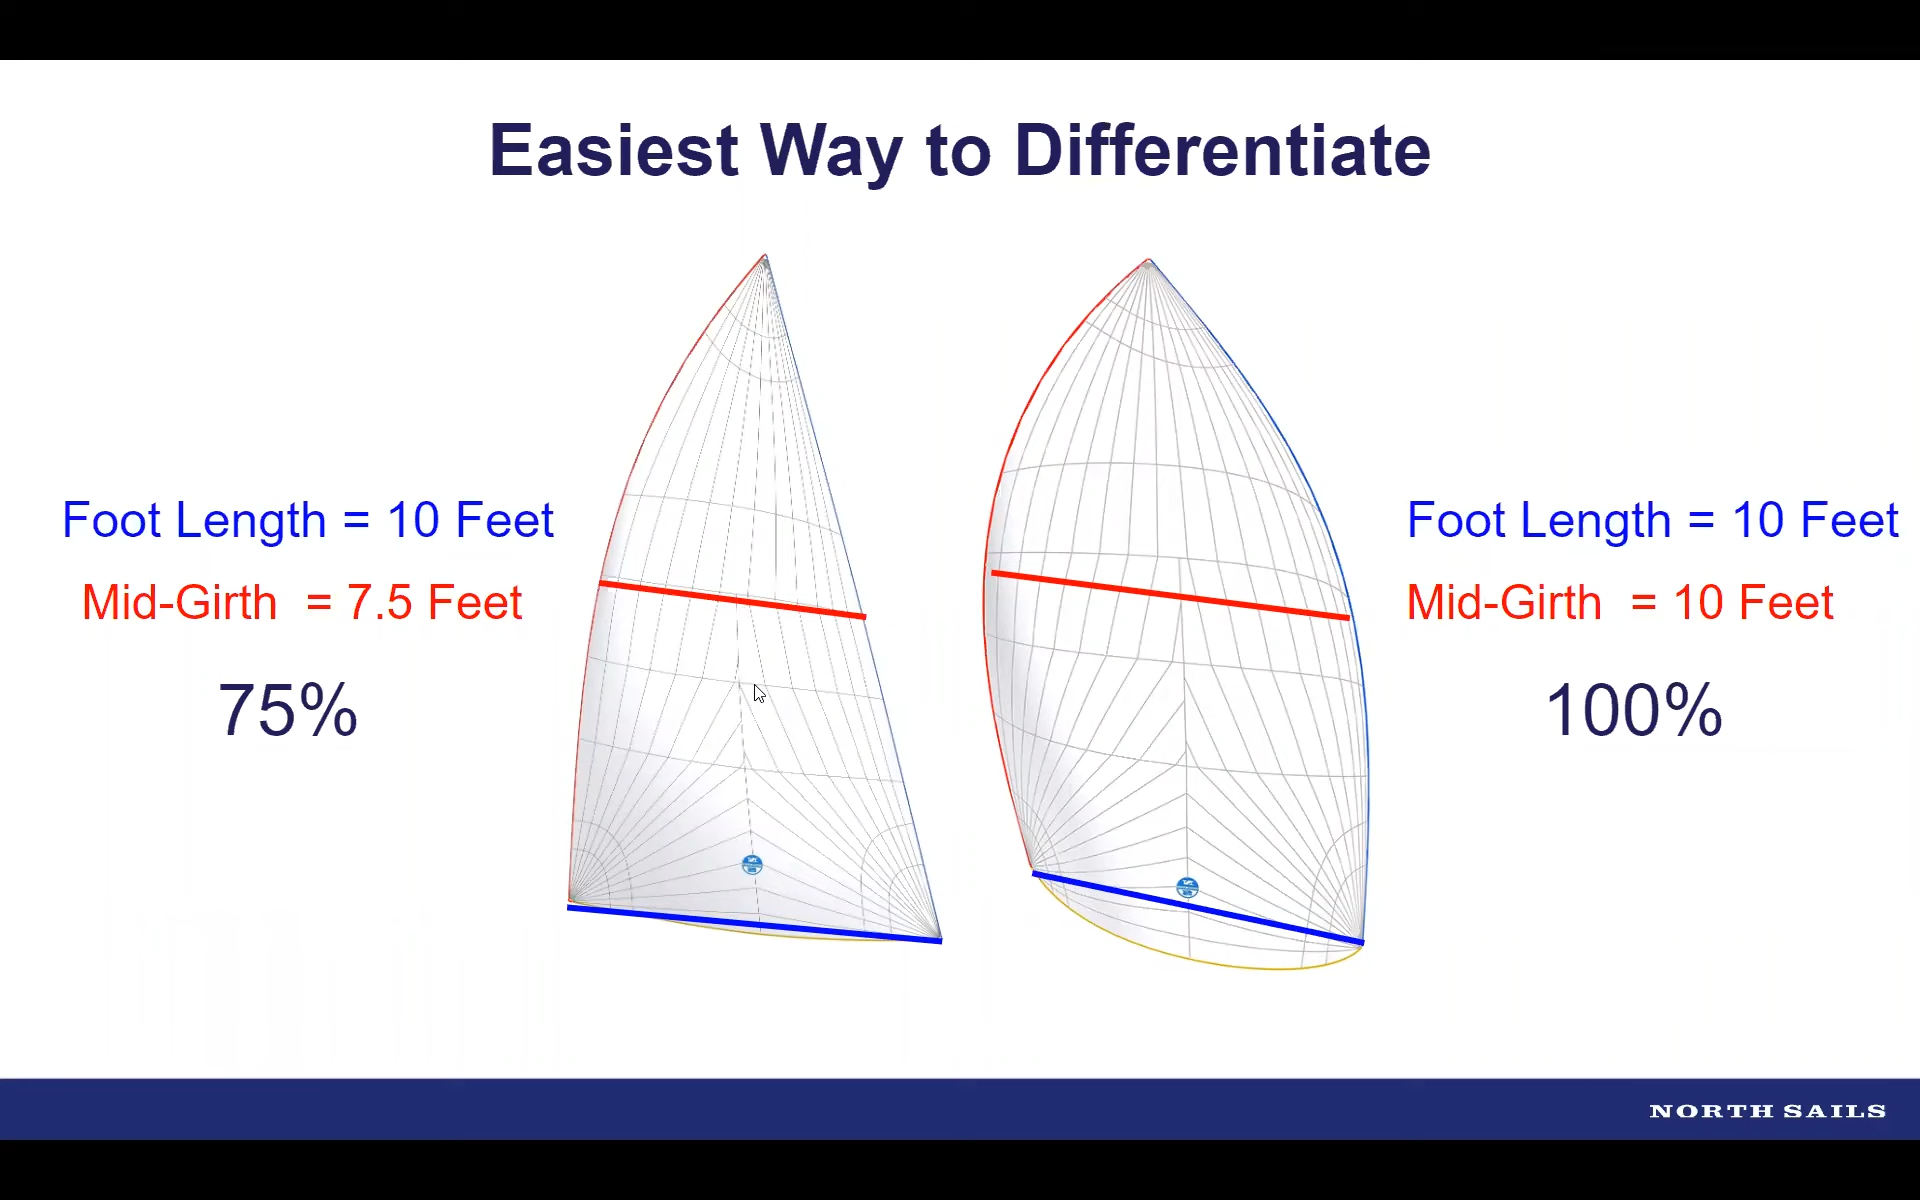 Easiest Way to Differentiate
Foot Length = 10 Feet
Mid-Girth = 7.5 Feet
75%
Foot Length = 10 Feet
Mid-Girth = 10 Feet
100%
NORTH SAILS